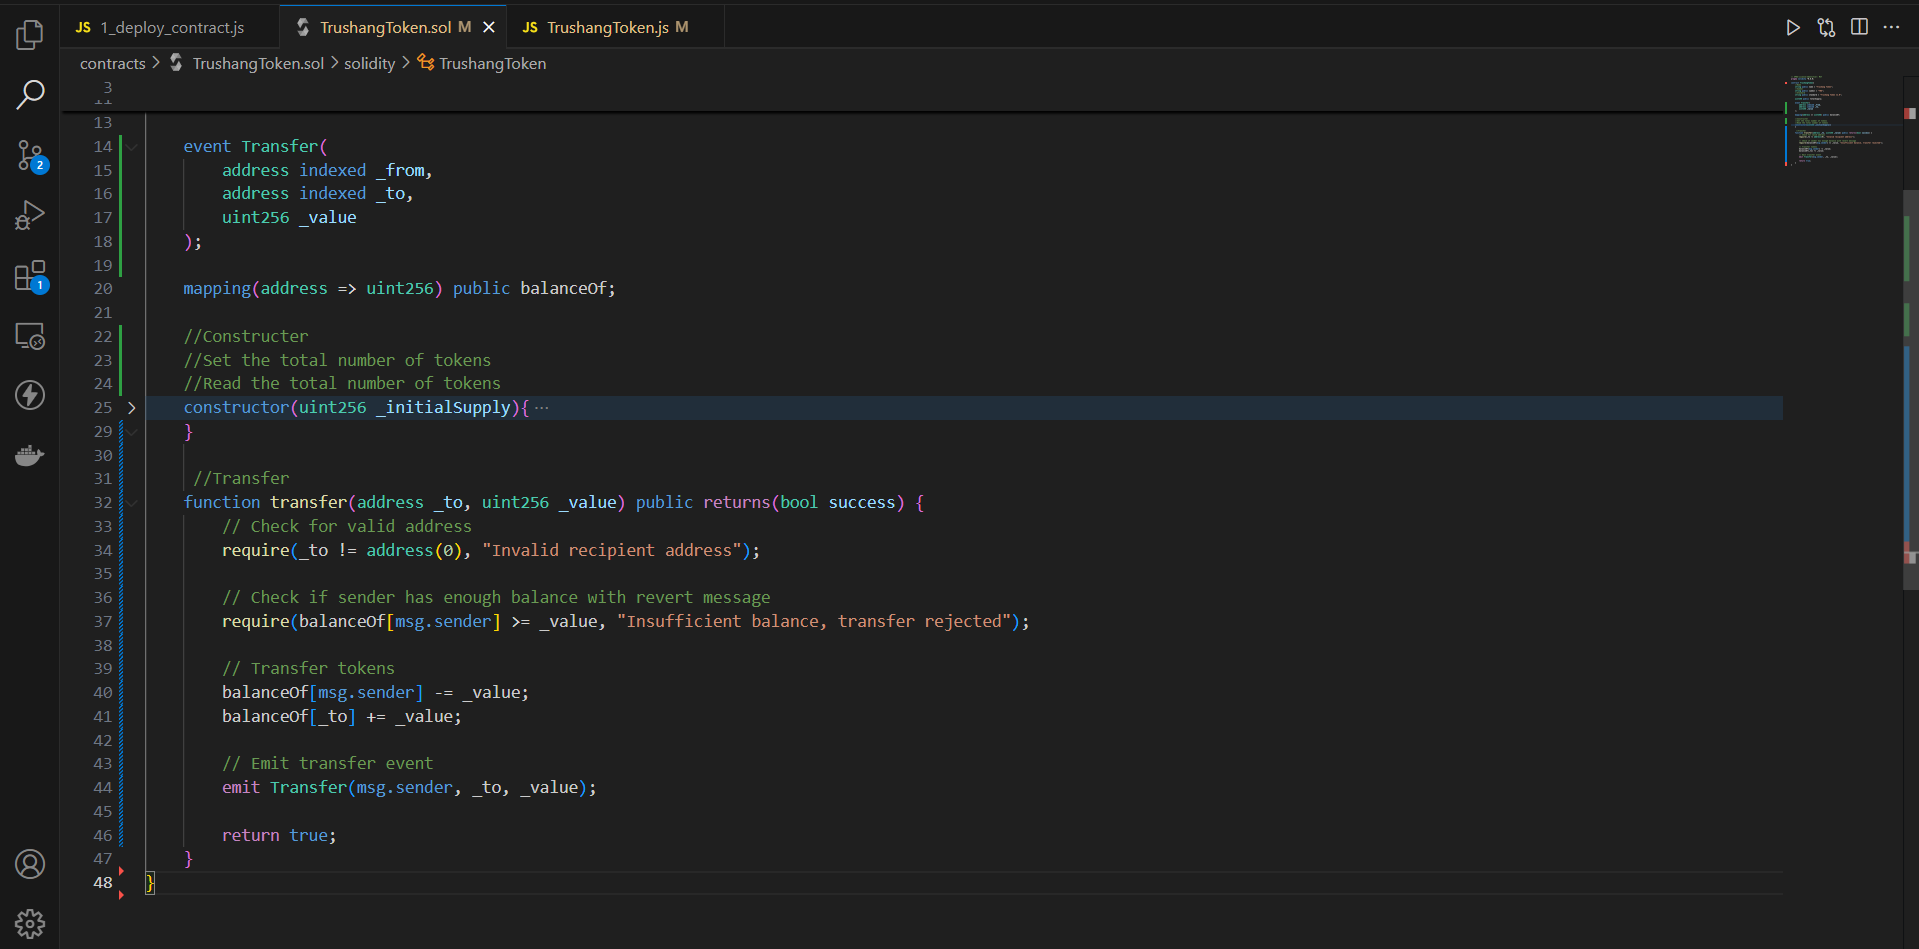 JS 1_deploy_contract.js
TrushangToken.sol M
JS TrushangToken.js M
contracts > TrushangToken.sol > solidity > TrushangToken
3
11
13
14 event Transfer(
15 address indexed _from,
16 address indexed _to,
17 uint256 _value
18 );
19
20 mapping(address => uint256) public balanceOf;
21
22 //Constructer
23 //Set the total number of tokens
24 //Read the total number of tokens
25 constructor(uint256 _initialSupply){ ···
29 }
30
31 //Transfer
32 function transfer(address _to, uint256 _value) public returns(bool success) {
33 // Check for valid address
34 require(_to != address(0), "Invalid recipient address");
35
36 // Check if sender has enough balance with revert message
37 require(balanceOf[msg.sender] >= _value, "Insufficient balance, transfer rejected");
38
39 // Transfer tokens
40 balanceOf[msg.sender] -= _value;
41 balanceOf[_to] += _value;
42
43 // Emit transfer event
44 emit Transfer(msg.sender, _to, _value);
45
46 return true;
47 }
48 }
2
1